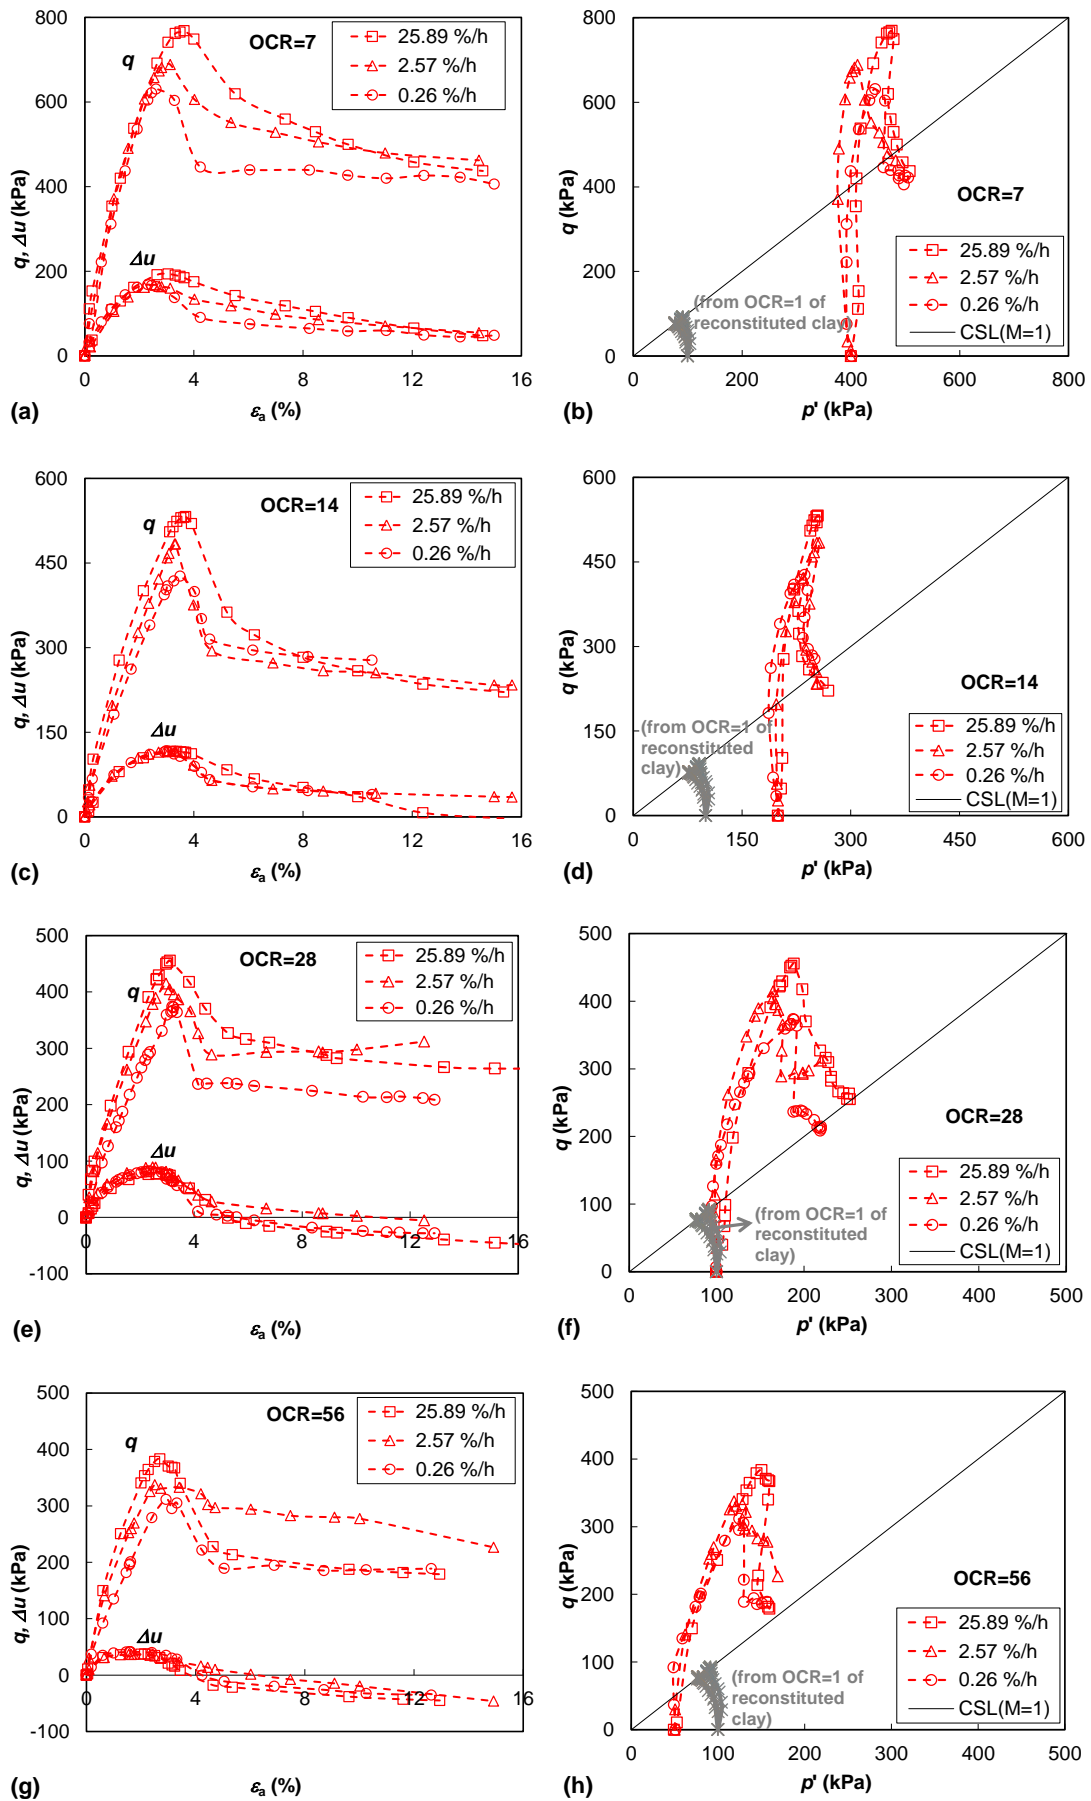 800
600
400
200
0
q, Δu (kPa)
OCR=7
q
Δu
25.89 %/h
2.57 %/h
0.26 %/h
0 4 8 12 16
(a)
εa (%)
800
600
400
200
0
q (kPa)
(from OCR=1 of
reconstituted clay)
OCR=7
25.89 %/h
2.57 %/h
0.26 %/h
CSL(M=1)
0 200 400 600 800
(b)
p' (kPa)
600
450
300
150
0
q, Δu (kPa)
OCR=14
q
Δu
25.89 %/h
2.57 %/h
0.26 %/h
0 4 8 12 16
(c)
εa (%)
600
450
300
150
0
q (kPa)
(from OCR=1 of
reconstituted
clay)
OCR=14
25.89 %/h
2.57 %/h
0.26 %/h
CSL(M=1)
0 150 300 450 600
(d)
p' (kPa)
500
400
300
200
100
0
-100
q, Δu (kPa)
OCR=28
q
Δu
25.89 %/h
2.57 %/h
0.26 %/h
0 4 8 12 16
(e)
εa (%)
500
400
300
200
100
0
q (kPa)
OCR=28
(from OCR=1 of
reconstituted
clay)
25.89 %/h
2.57 %/h
0.26 %/h
CSL(M=1)
0 100 200 300 400 500
(f)
p' (kPa)
500
400
300
200
100
0
-100
q, Δu (kPa)
OCR=56
q
Δu
25.89 %/h
2.57 %/h
0.26 %/h
0 4 8 12 16
(g)
εa (%)
500
400
300
200
100
0
q (kPa)
OCR=56
(from OCR=1 of
reconstituted
clay)
25.89 %/h
2.57 %/h
0.26 %/h
CSL(M=1)
0 100 200 300 400 500
(h)
p' (kPa)